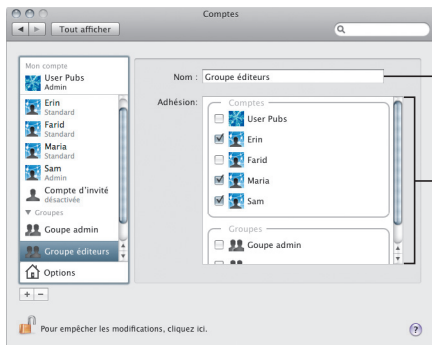 Comptes
Tout afficher
Mon compte
User Pubs
Admin
Erin
Standard
Farid
Standard
Maria
Standard
Sam
Admin
Compte d'invité
désactivée
Groupes
Goupe admin
Groupe éditeurs
Options
+ −
Nom : Groupe éditeurs
Adhésion:
Comptes
User Pubs
Erin
Farid
Maria
Sam
Groupes
Goupe admin
Pour empêcher les modifications, cliquez ici.
?